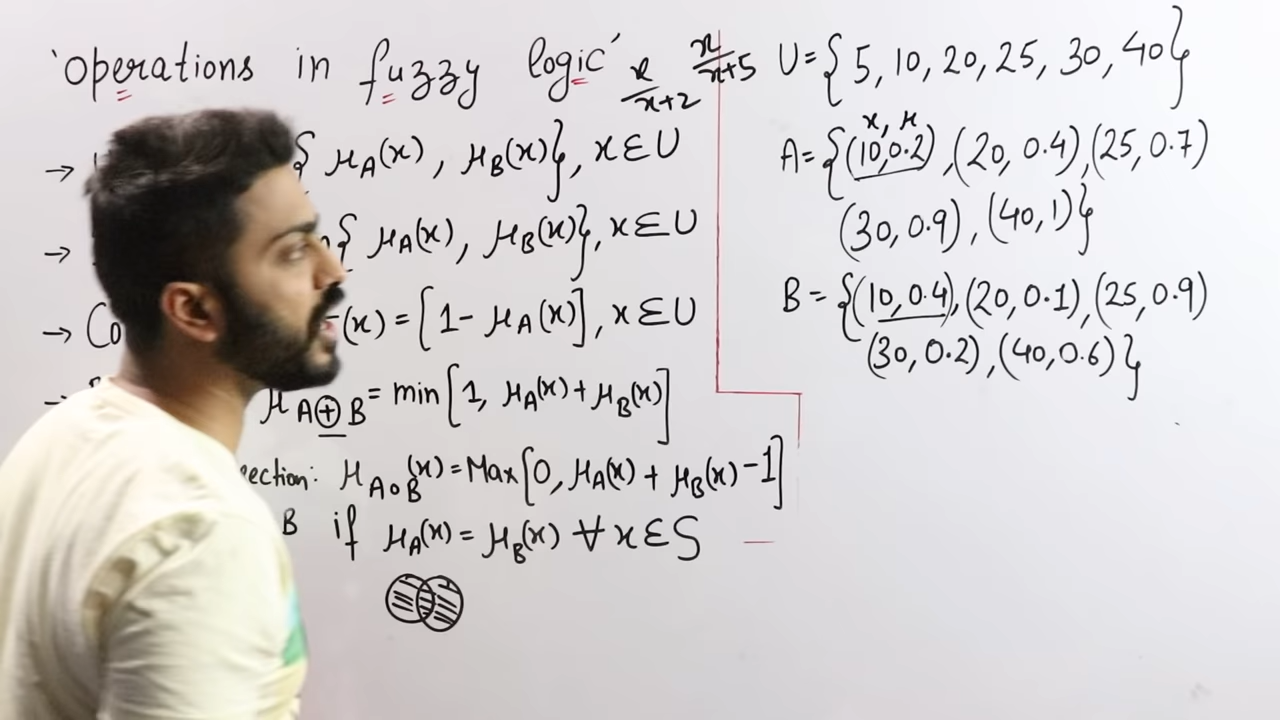 'Operations in fuzzy logic'
x/x+2
x/x+5
→ { μA(x), μB(x)}, x∈U
→ { μA(x), μB(x)}, x∈U
→ Co (x) = [1 - μA(x)], x∈U
→ μA⊕B = min[1, μA(x) + μB(x)]
ection: μA∘B(x) = Max[0, μA(x) + μB(x) - 1]
B if μA(x) = μB(x) ∀ x∈S
U = {5, 10, 20, 25, 30, 40}
x, μ
A = {(10, 0.2), (20, 0.4), (25, 0.7)
(30, 0.9), (40, 1)}
B = {(10, 0.4), (20, 0.1), (25, 0.9)
(30, 0.2), (40, 0.6)}